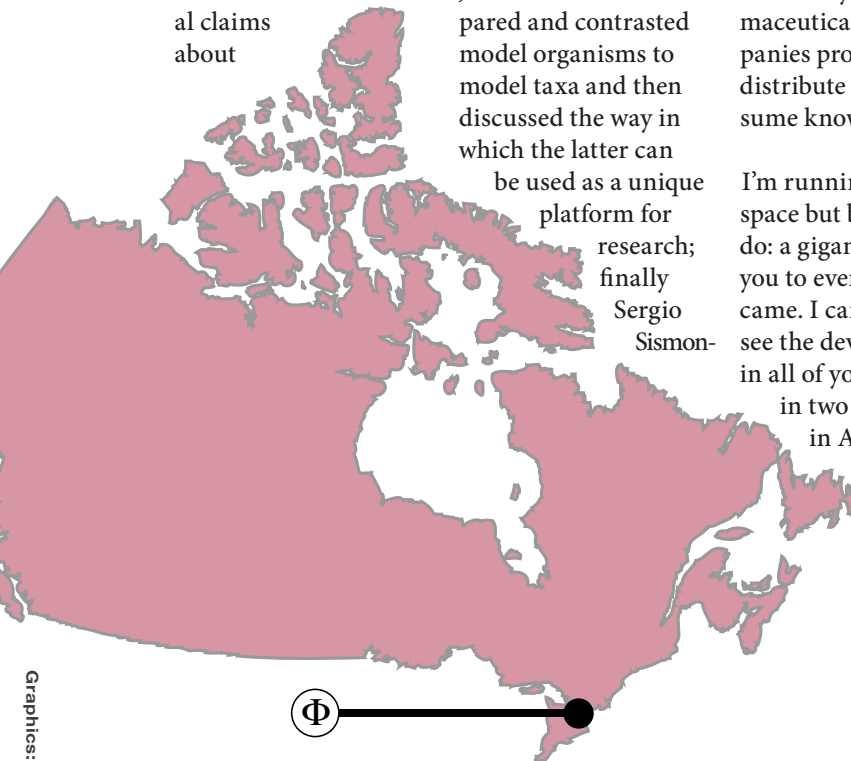 al claims
about
pared and contrasted
model organisms to
model taxa and then
discussed the way in
which the latter can
be used as a unique
platform for
research;
finally
Sergio
Sismon-
maceutica
panies pro
distribute
sume know
I'm runnin
space but b
do: a gigan
you to ever
came. I can
see the dev
in all of yo
in two
in A
Φ
Graphics: